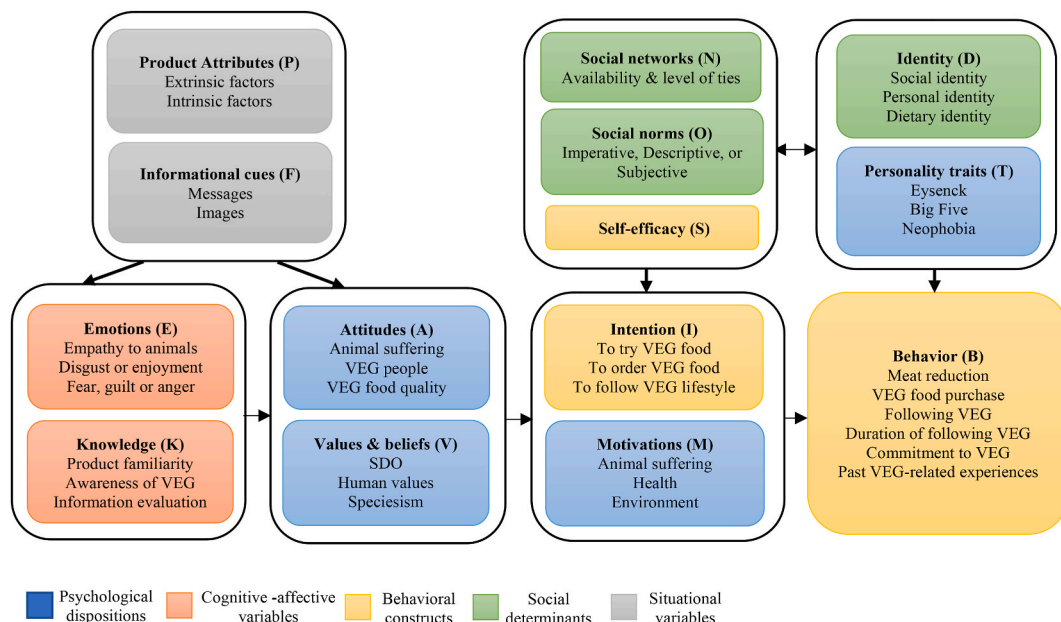 Product Attributes (P)
Extrinsic factors
Intrinsic factors
Informational cues (F)
Messages
Images
Social networks (N)
Availability & level of ties
Social norms (O)
Imperative, Descriptive, or
Subjective
Self-efficacy (S)
Identity (D)
Social identity
Personal identity
Dietary identity
Personality traits (T)
Eysenck
Big Five
Neophobia
Emotions (E)
Empathy to animals
Disgust or enjoyment
Fear, guilt or anger
Knowledge (K)
Product familiarity
Awareness of VEG
Information evaluation
Attitudes (A)
Animal suffering
VEG people
VEG food quality
Values & beliefs (V)
SDO
Human values
Speciesism
Intention (I)
To try VEG food
To order VEG food
To follow VEG lifestyle
Motivations (M)
Animal suffering
Health
Environment
Behavior (B)
Meat reduction
VEG food purchase
Following VEG
Duration of following VEG
Commitment to VEG
Past VEG-related experiences
Psychological
dispositions
Cognitive -affective
variables
Behavioral
constructs
Social
determinants
Situational
variables